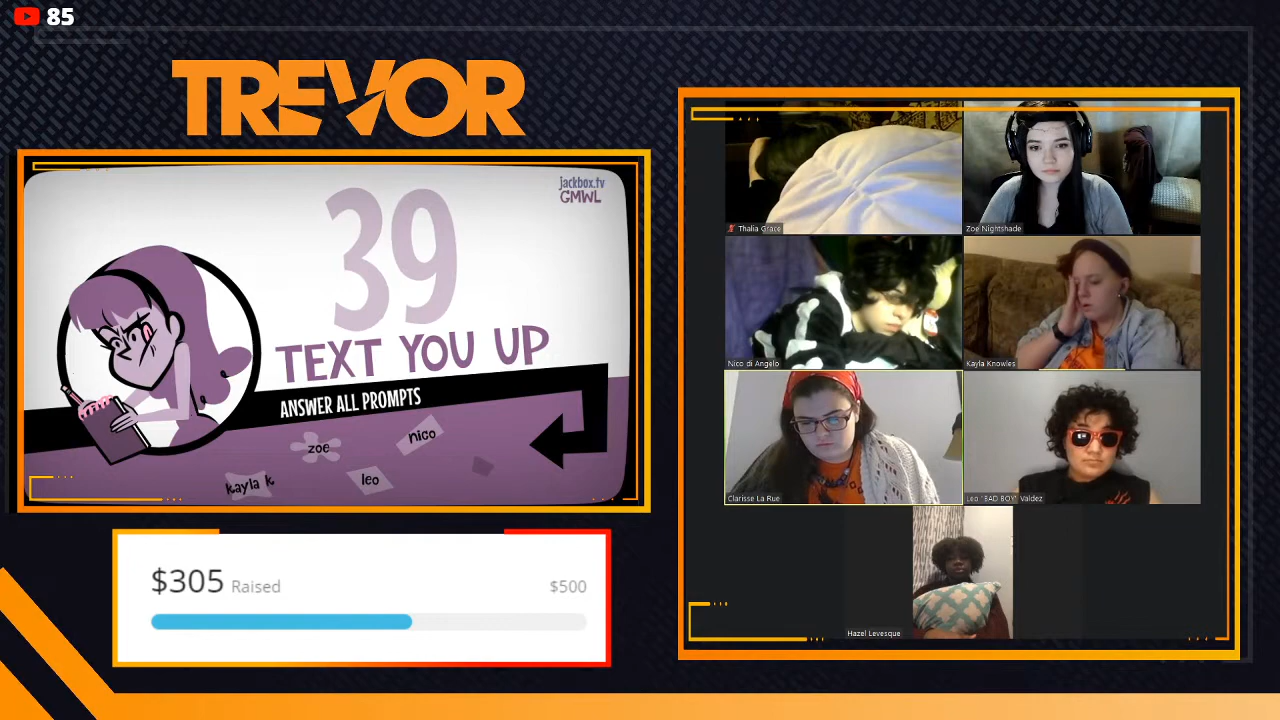 85
TREVOR
jackbox.tv
GMWL
39
TEXT YOU UP
ANSWER ALL PROMPTS
zoe
nico
kayla k
leo
$305 Raised
$500
Thalia Grace
Zoe Nightshade
Nico di Angelo
Kayla Knowles
Clarisse La Rue
Leo "BAD BOY" Valdez
Hazel Levesque